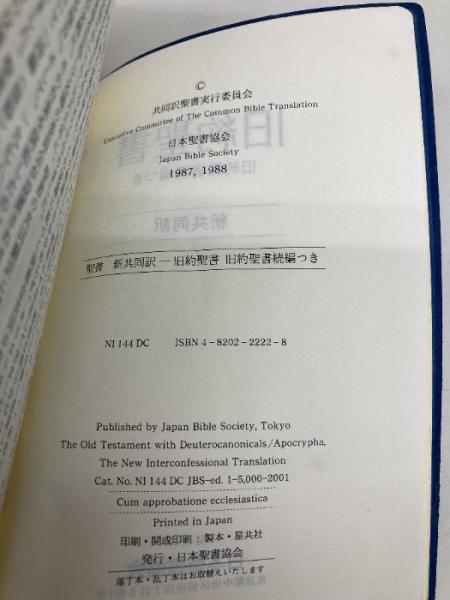 ©
共同訳聖書実行委員会
Executive Committee of The Common Bible Translation
日本聖書協会
Japan Bible Society
1987, 1988
聖書 新共同訳―旧約聖書 旧約聖書続編つき
NI 144 DC ISBN 4-8202-2222-8
Published by Japan Bible Society, Tokyo
The Old Testament with Deuterocanonicals/Apocrypha,
The New Interconfessional Translation
Cat. No. NI 144 DC JBS-ed. 1-5,000-2001
Cum approbatione ecclesiastica
Printed in Japan
印刷・開成印刷：製本・星共社
発行・日本聖書協会
落丁本・乱丁本はお取替えいたします